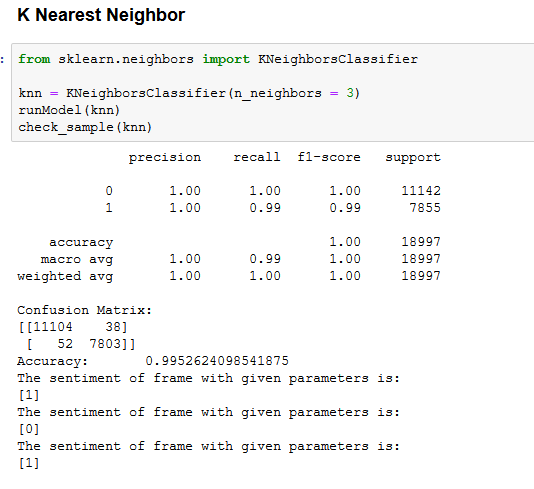 K Nearest Neighbor
: from sklearn.neighbors import KNeighborsClassifier
knn = KNeighborsClassifier(n_neighbors = 3)
runModel(knn)
check_sample(knn)
precision recall f1-score support
0 1.00 1.00 1.00 11142
1 1.00 0.99 0.99 7855
accuracy 1.00 18997
macro avg 1.00 0.99 1.00 18997
weighted avg 1.00 1.00 1.00 18997
Confusion Matrix:
[[11104 38]
[ 52 7803]]
Accuracy: 0.9952624098541875
The sentiment of frame with given parameters is:
[1]
The sentiment of frame with given parameters is:
[0]
The sentiment of frame with given parameters is:
[1]